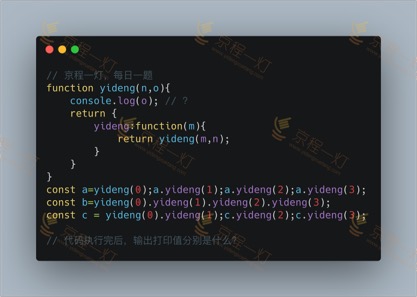 // 京程一灯，每日一题
function yideng(n,o){
    console.log(o); // ?
    return {
        yideng:function(m){
            return yideng(m,n);
        }
    }
}
const a=yideng(0);a.yideng(1);a.yideng(2);a.yideng(3);
const b=yideng(0).yideng(1).yideng(2).yideng(3);
const c = yideng(0).yideng(1);c.yideng(2);c.yideng(3);
// 代码执行完后，输出打印值分别是什么？
京程一灯